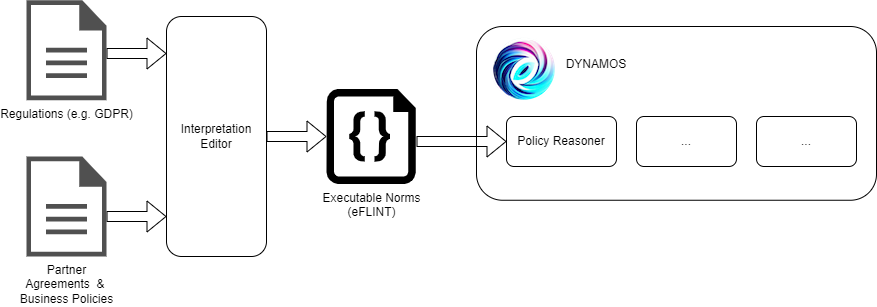 Regulations (e.g. GDPR)
Partner
Agreements &
Business Policies
Interpretation
Editor
{}
Executable Norms
(eFLINT)
DYNAMOS
Policy Reasoner
...
...